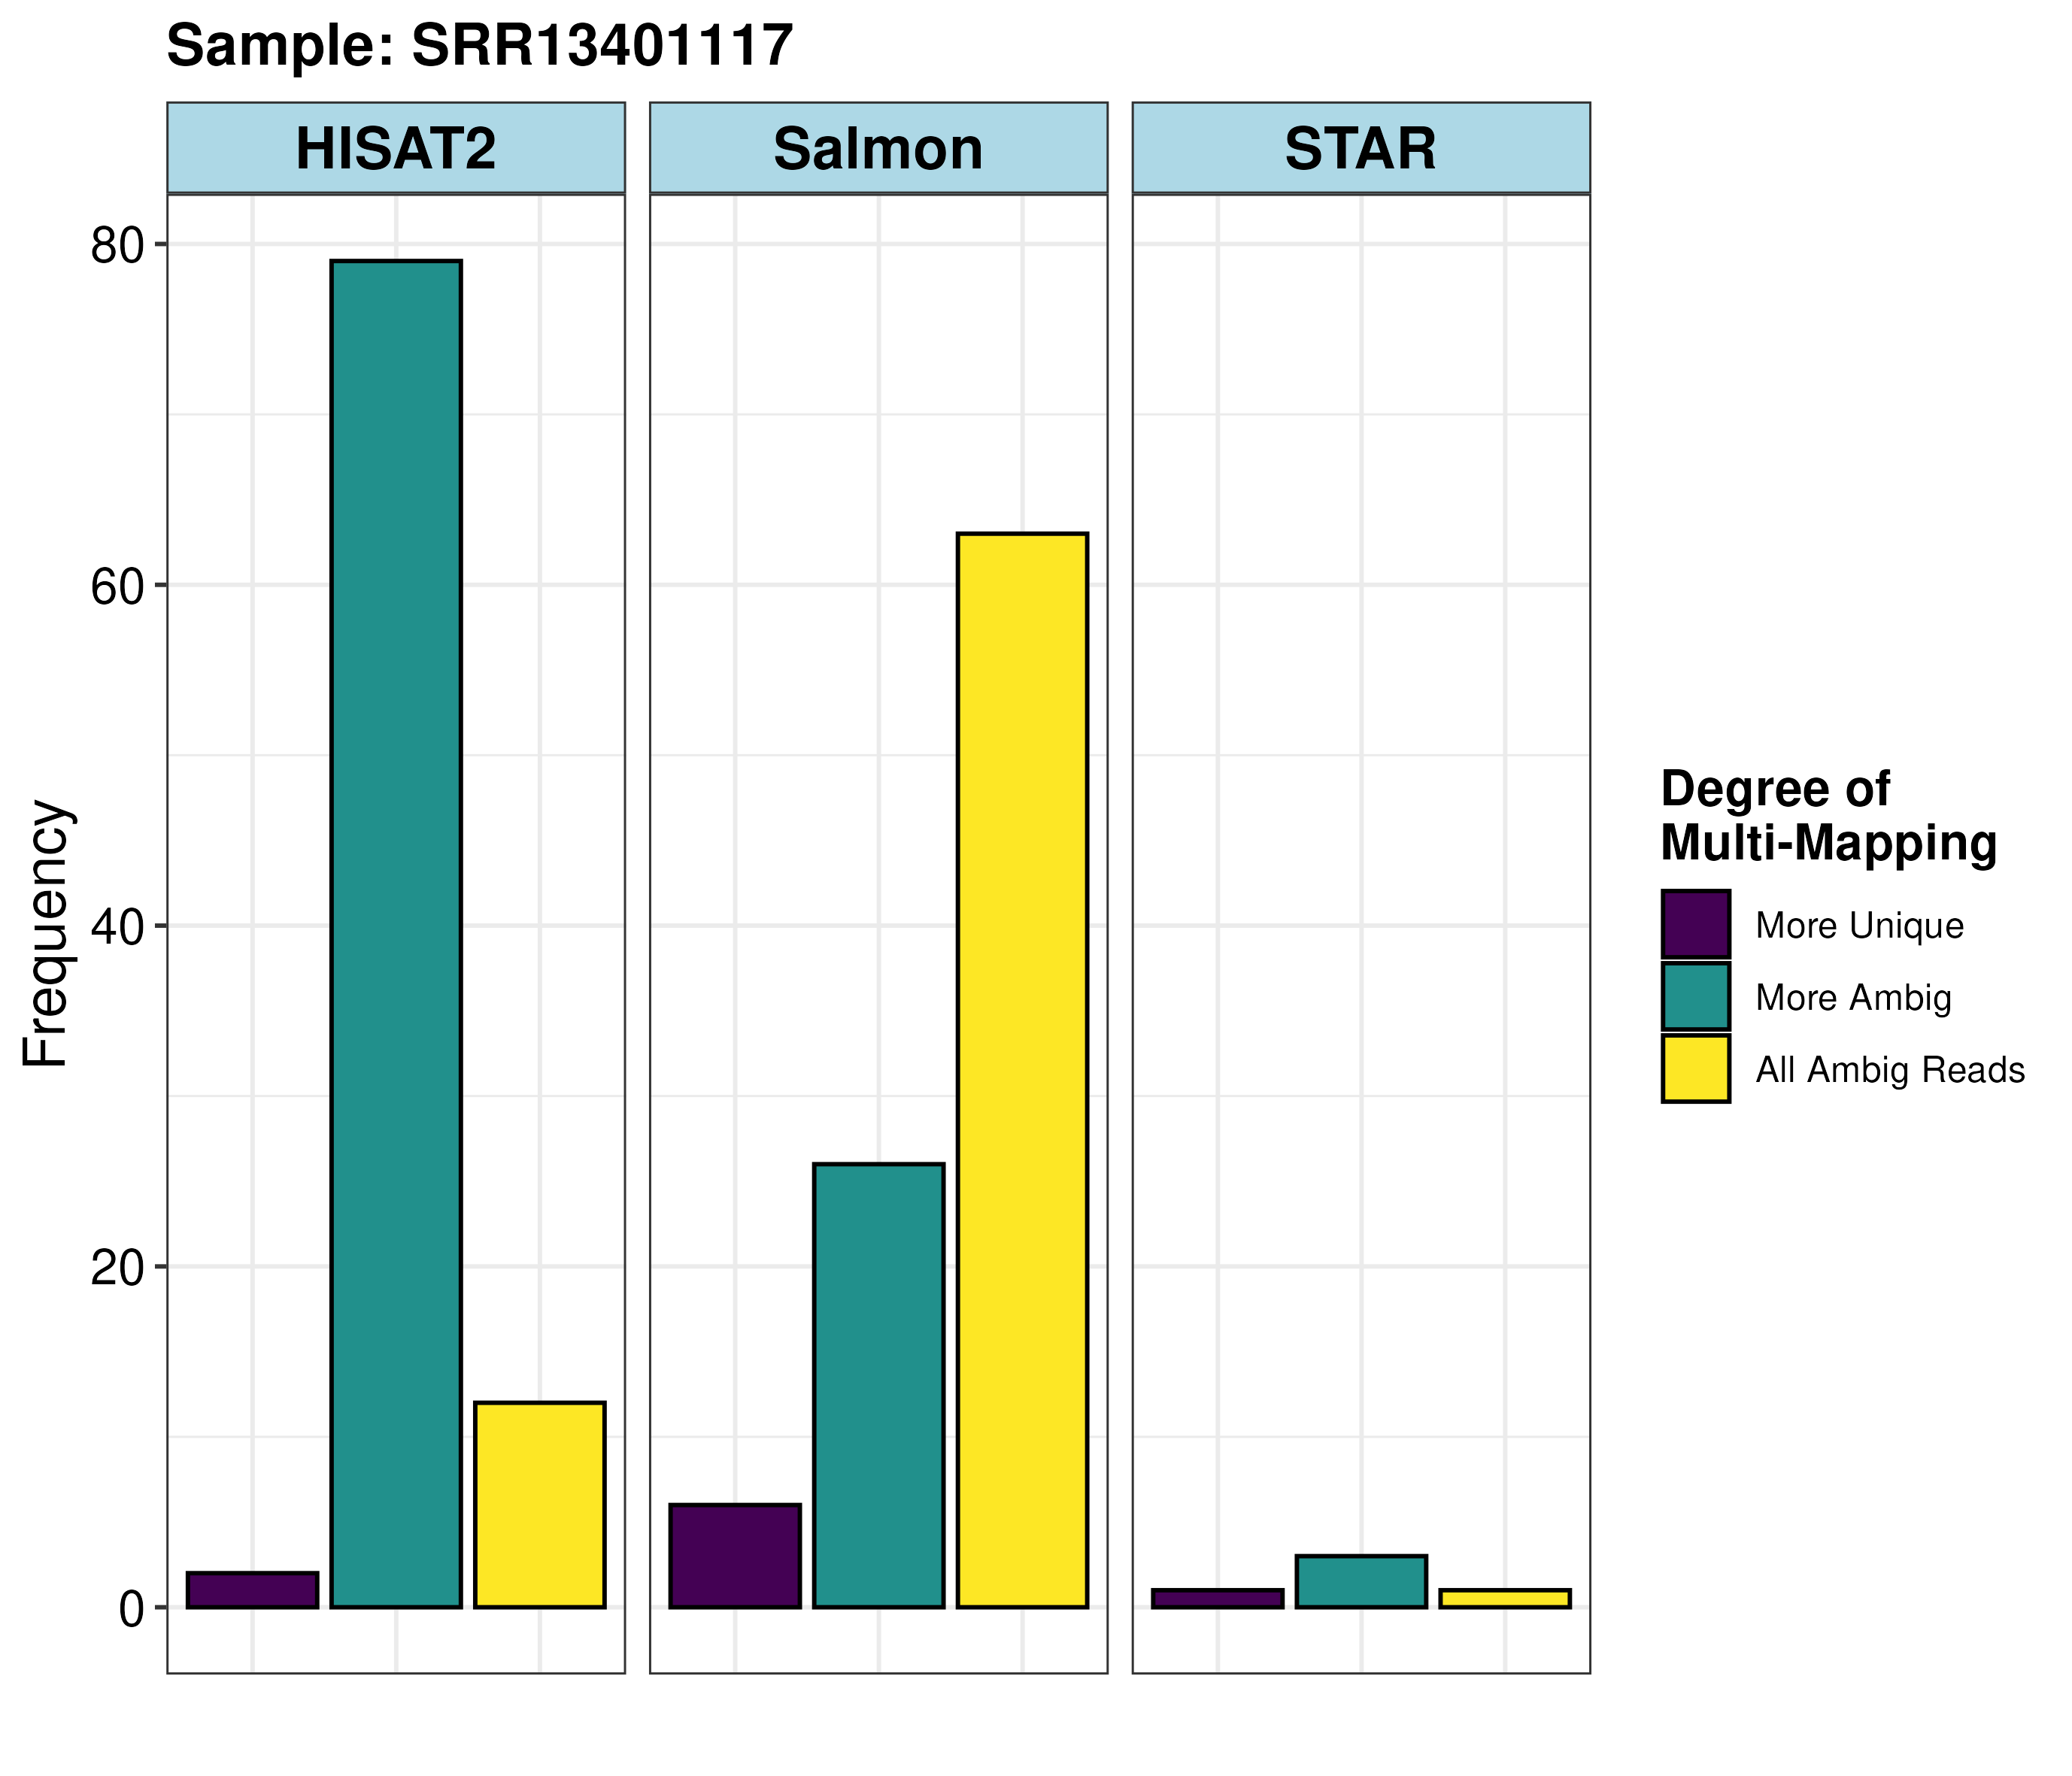 Sample: SRR13401117
HISAT2
Salmon
STAR
80
60
40
20
0
Frequency
Degree of
Multi-Mapping
More Unique
More Ambig
All Ambig Reads